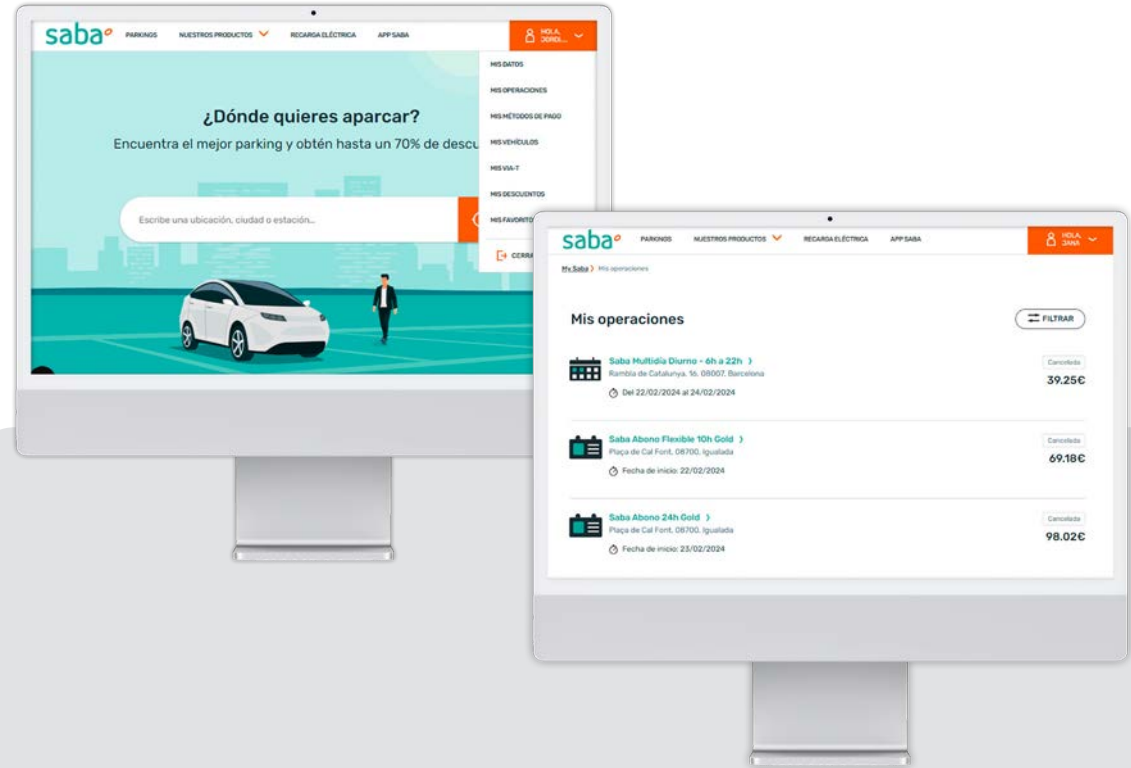 saba
PARKINGS NUESTROS PRODUCTOS RECARGA ELÉCTRICA APP SABA
HOLA,
JORDI...
MIS DATOS
MIS OPERACIONES
MIS MÉTODOS DE PAGO
MIS VEHÍCULOS
MIS VIA-T
MIS DESCUENTOS
MIS FAVORITO
CERRA
¿Dónde quieres aparcar?
Encuentra el mejor parking y obtén hasta un 70% de descu
Escribe una ubicación, ciudad o estación...
saba
PARKINGS NUESTROS PRODUCTOS RECARGA ELÉCTRICA APP SABA
HOLA,
JANA
My Saba > Mis operaciones
Mis operaciones
FILTRAR
Saba Multidía Diurno - 6h a 22h >
Rambla de Catalunya, 16. 08007. Barcelona
Del 22/02/2024 al 24/02/2024
Cancelada
39.25€
Saba Abono Flexible 10h Gold >
Plaça de Cal Font, 08700. Igualada
Fecha de inicio: 22/02/2024
Cancelada
69.18€
Saba Abono 24h Gold >
Plaça de Cal Font, 08700. Igualada
Fecha de inicio: 23/02/2024
Cancelada
98.02€